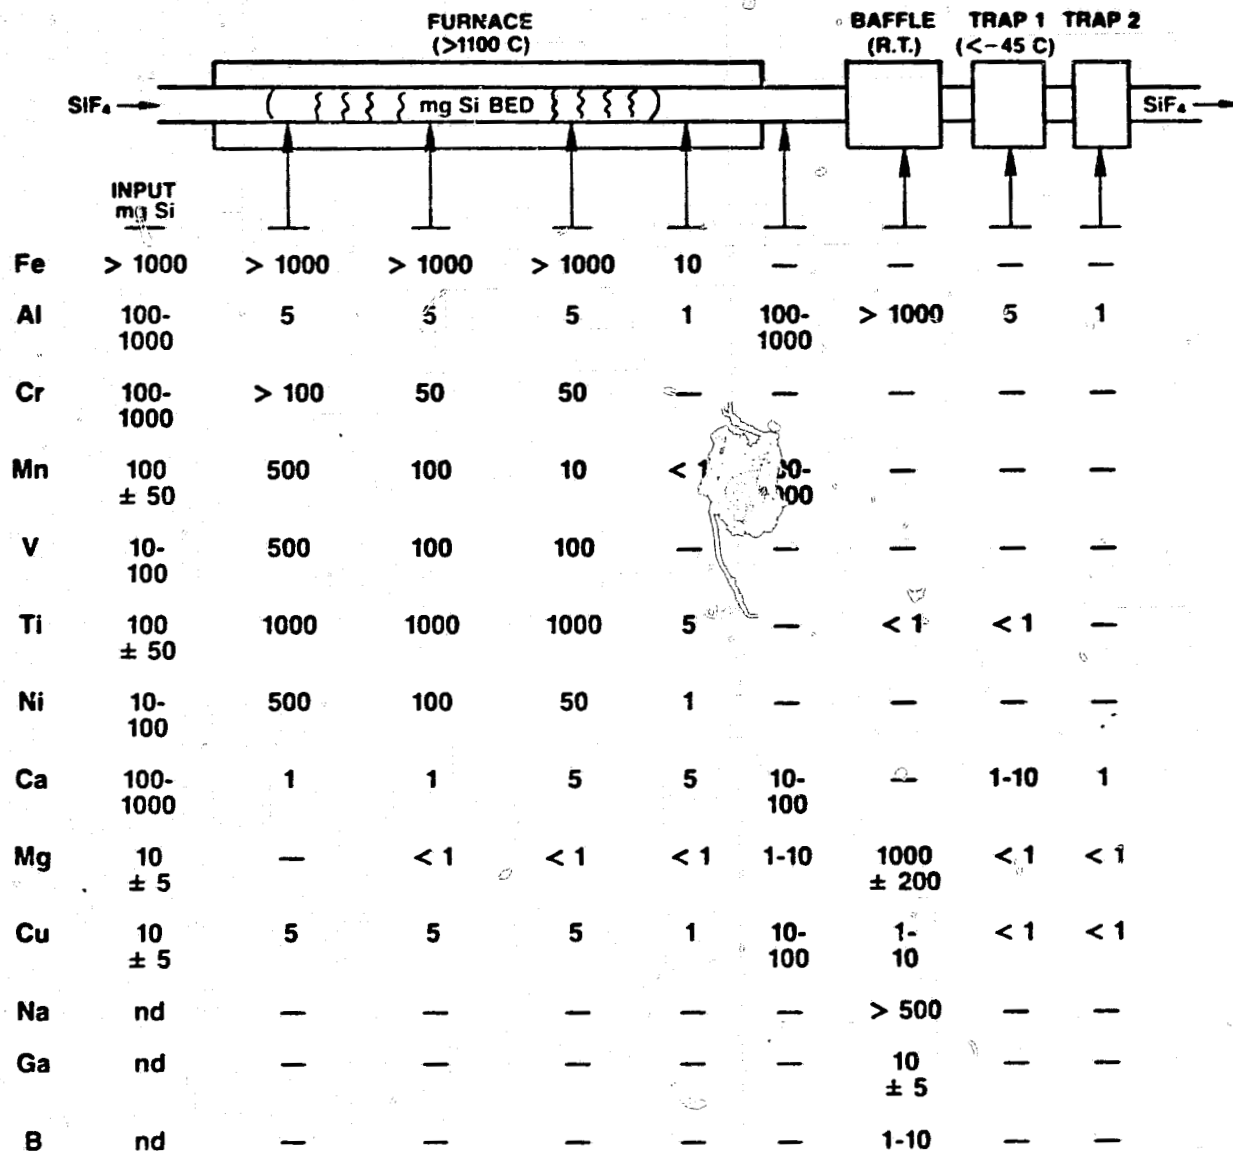 FURNACE
(>1100 C)
BAFFLE
(R.T.)
TRAP 1
(<-45 C)
TRAP 2
SiF₄
mg Si BED
SiF₄
INPUT
mg Si
Fe > 1000 > 1000 > 1000 > 1000 10 — — — —
Al 100- 5 5 5 1 100- > 1000 5 1
1000 1000
Cr 100- > 100 50 50 — — — — —
1000
Mn 100 500 100 10 < 1 — — —
± 50
V 10- 500 100 100 — — — — —
100
Ti 100 1000 1000 1000 5 — < 1 < 1 —
± 50
Ni 10- 500 100 50 1 — — — —
100
Ca 100- 1 1 5 5 10- — 1-10 1
1000 100
Mg 10 — < 1 < 1 < 1 1-10 1000 < 1 < 1
± 5 ± 200
Cu 10 5 5 5 1 10- 1- < 1 < 1
± 5 100 10
Na nd — — — — — > 500 — —
Ga nd — — — — — 10 — —
± 5
B nd — — — — — 1-10 — —